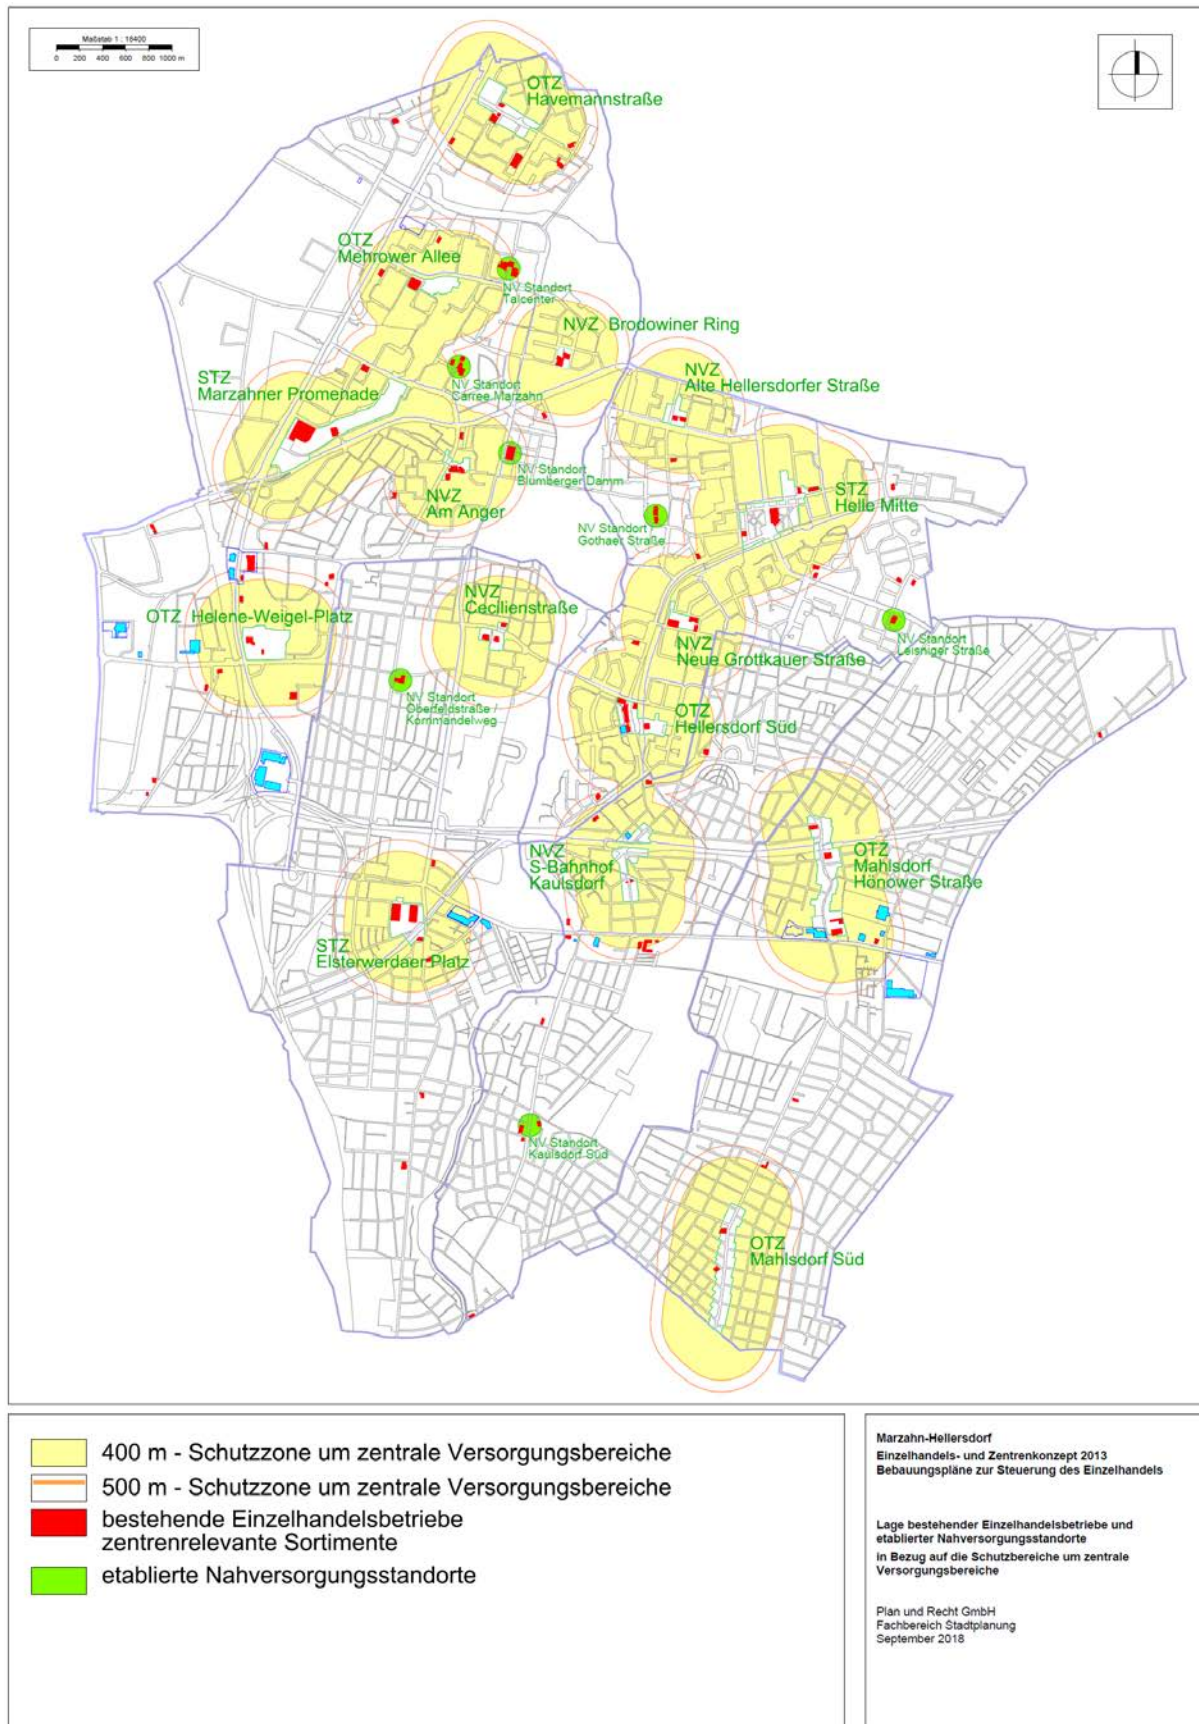 Maßstab 1 : 15400
0 200 400 600 800 1000 m
OTZ
Havemannstraße
OTZ
Mehrower Allee
NV Standort
Talcenter
NVZ Brodowiner Ring
STZ
Marzahner Promenade
NV Standort
Carree Marzahn
NVZ
Alte Hellersdorfer Straße
NV Standort
Blumberger Damm
NVZ
Am Anger
STZ
Helle Mitte
NV Standort /
Gothaer Straße
NVZ
Cecilienstraße
OTZ Helene-Weigel-Platz
NV Standort
Leisniger Straße
NVZ
Neue Grottkauer Straße
NV Standort
Oberfeldstraße /
Kornmandelweg
OTZ
Hellersdorf Süd
NVZ
S-Bahnhof
Kaulsdorf
OTZ
Mahlsdorf
Hönower Straße
STZ
Elsterwerdaer Platz
NV Standort
Kaulsdorf Süd
OTZ
Mahlsdorf Süd
400 m - Schutzzone um zentrale Versorgungsbereiche
500 m - Schutzzone um zentrale Versorgungsbereiche
bestehende Einzelhandelsbetriebe
zentrenrelevante Sortimente
etablierte Nahversorgungsstandorte
Marzahn-Hellersdorf
Einzelhandels- und Zentrenkonzept 2013
Bebauungspläne zur Steuerung des Einzelhandels
Lage bestehender Einzelhandelsbetriebe und
etablierter Nahversorgungsstandorte
in Bezug auf die Schutzbereiche um zentrale
Versorgungsbereiche
Plan und Recht GmbH
Fachbereich Stadtplanung
September 2018